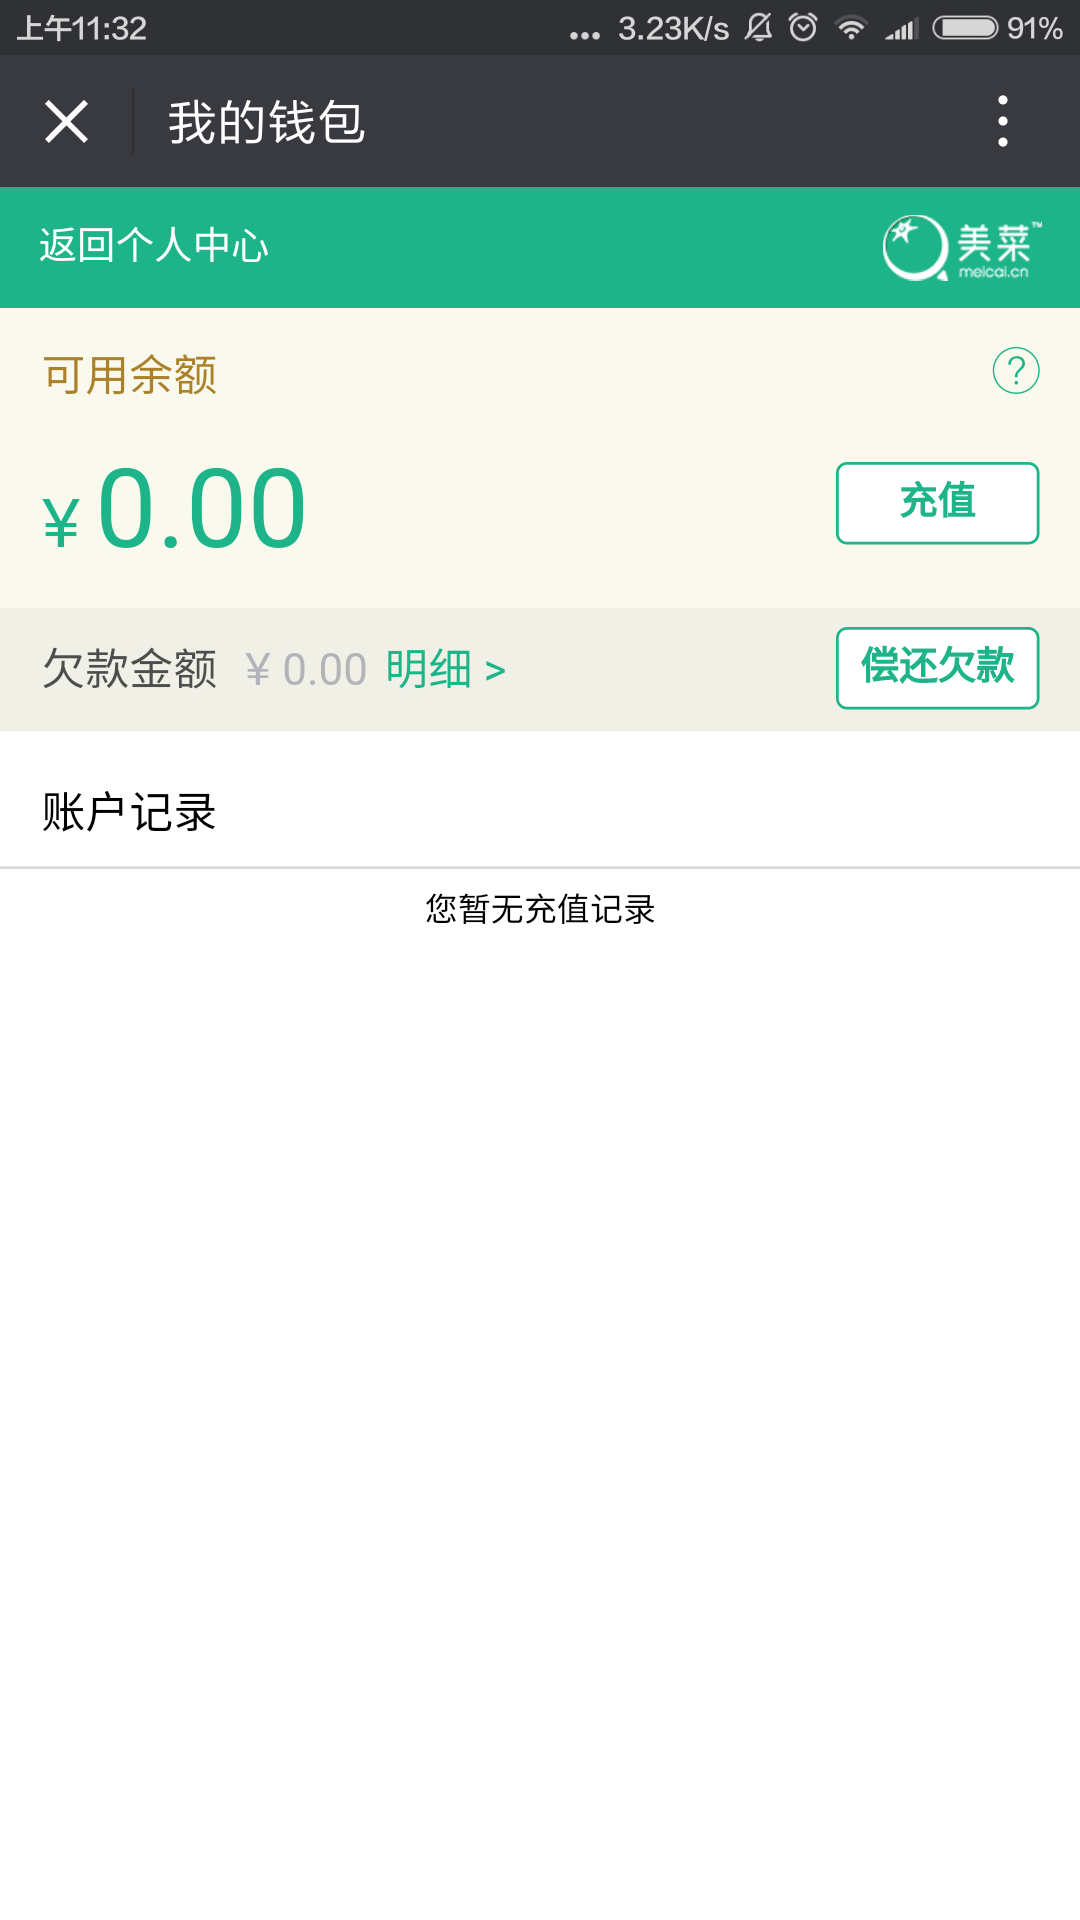 上午11:32 ... 3.23K/s 91%
我的钱包
返回个人中心 美菜™
meicai.cn
可用余额 ?
¥ 0.00 充值
欠款金额 ¥ 0.00 明细 > 偿还欠款
账户记录
您暂无充值记录